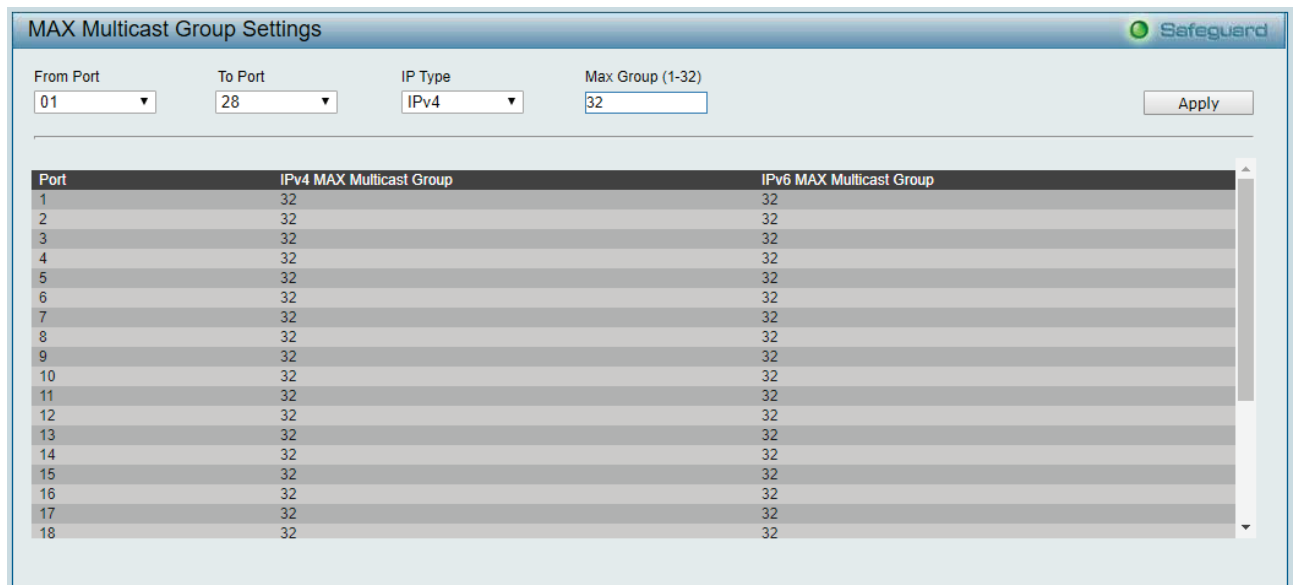 MAX Multicast Group Settings Safeguard
From Port To Port IP Type Max Group (1-32)
01 28 IPv4 32 Apply
Port IPv4 MAX Multicast Group IPv6 MAX Multicast Group
1 32 32
2 32 32
3 32 32
4 32 32
5 32 32
6 32 32
7 32 32
8 32 32
9 32 32
10 32 32
11 32 32
12 32 32
13 32 32
14 32 32
15 32 32
16 32 32
17 32 32
18 32 32